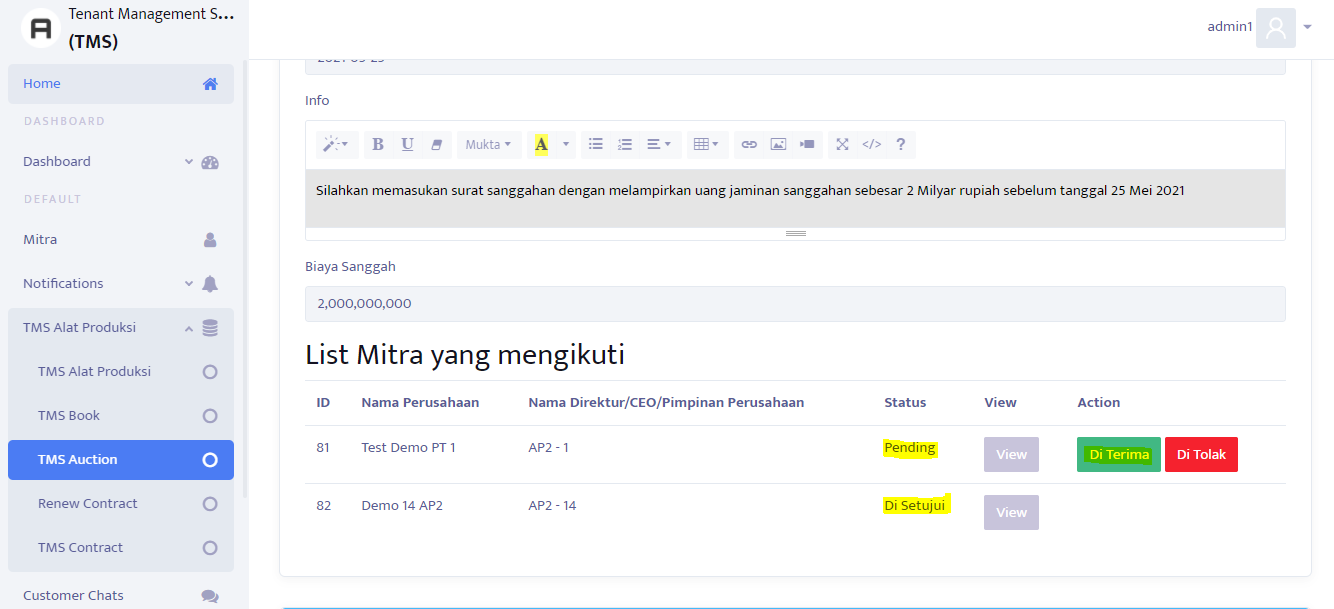 Tenant Management S...
(TMS)
admin1
Home
DASHBOARD
Dashboard
DEFAULT
Mitra
Notifications
TMS Alat Produksi
TMS Alat Produksi
TMS Book
TMS Auction
Renew Contract
TMS Contract
Customer Chats
Info
B U Mukta A </> ?
Silahkan memasukan surat sanggahan dengan melampirkan uang jaminan sanggahan sebesar 2 Milyar rupiah sebelum tanggal 25 Mei 2021
Biaya Sanggah
2,000,000,000
List Mitra yang mengikuti
ID Nama Perusahaan Nama Direktur/CEO/Pimpinan Perusahaan Status View Action
81 Test Demo PT 1 AP2 - 1 Pending View Di Terima Di Tolak
82 Demo 14 AP2 AP2 - 14 Di Setujui View